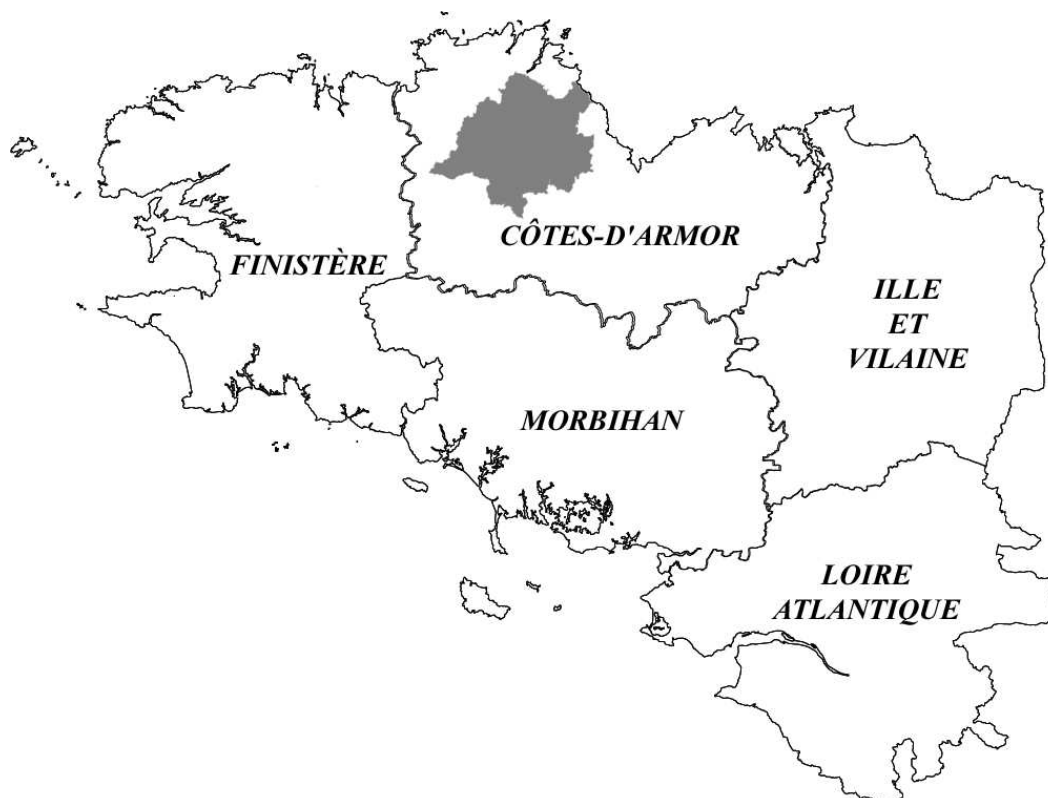 CÔTES-D'ARMOR
FINISTÈRE
ILLE
ET
VILAINE
MORBIHAN
LOIRE
ATLANTIQUE